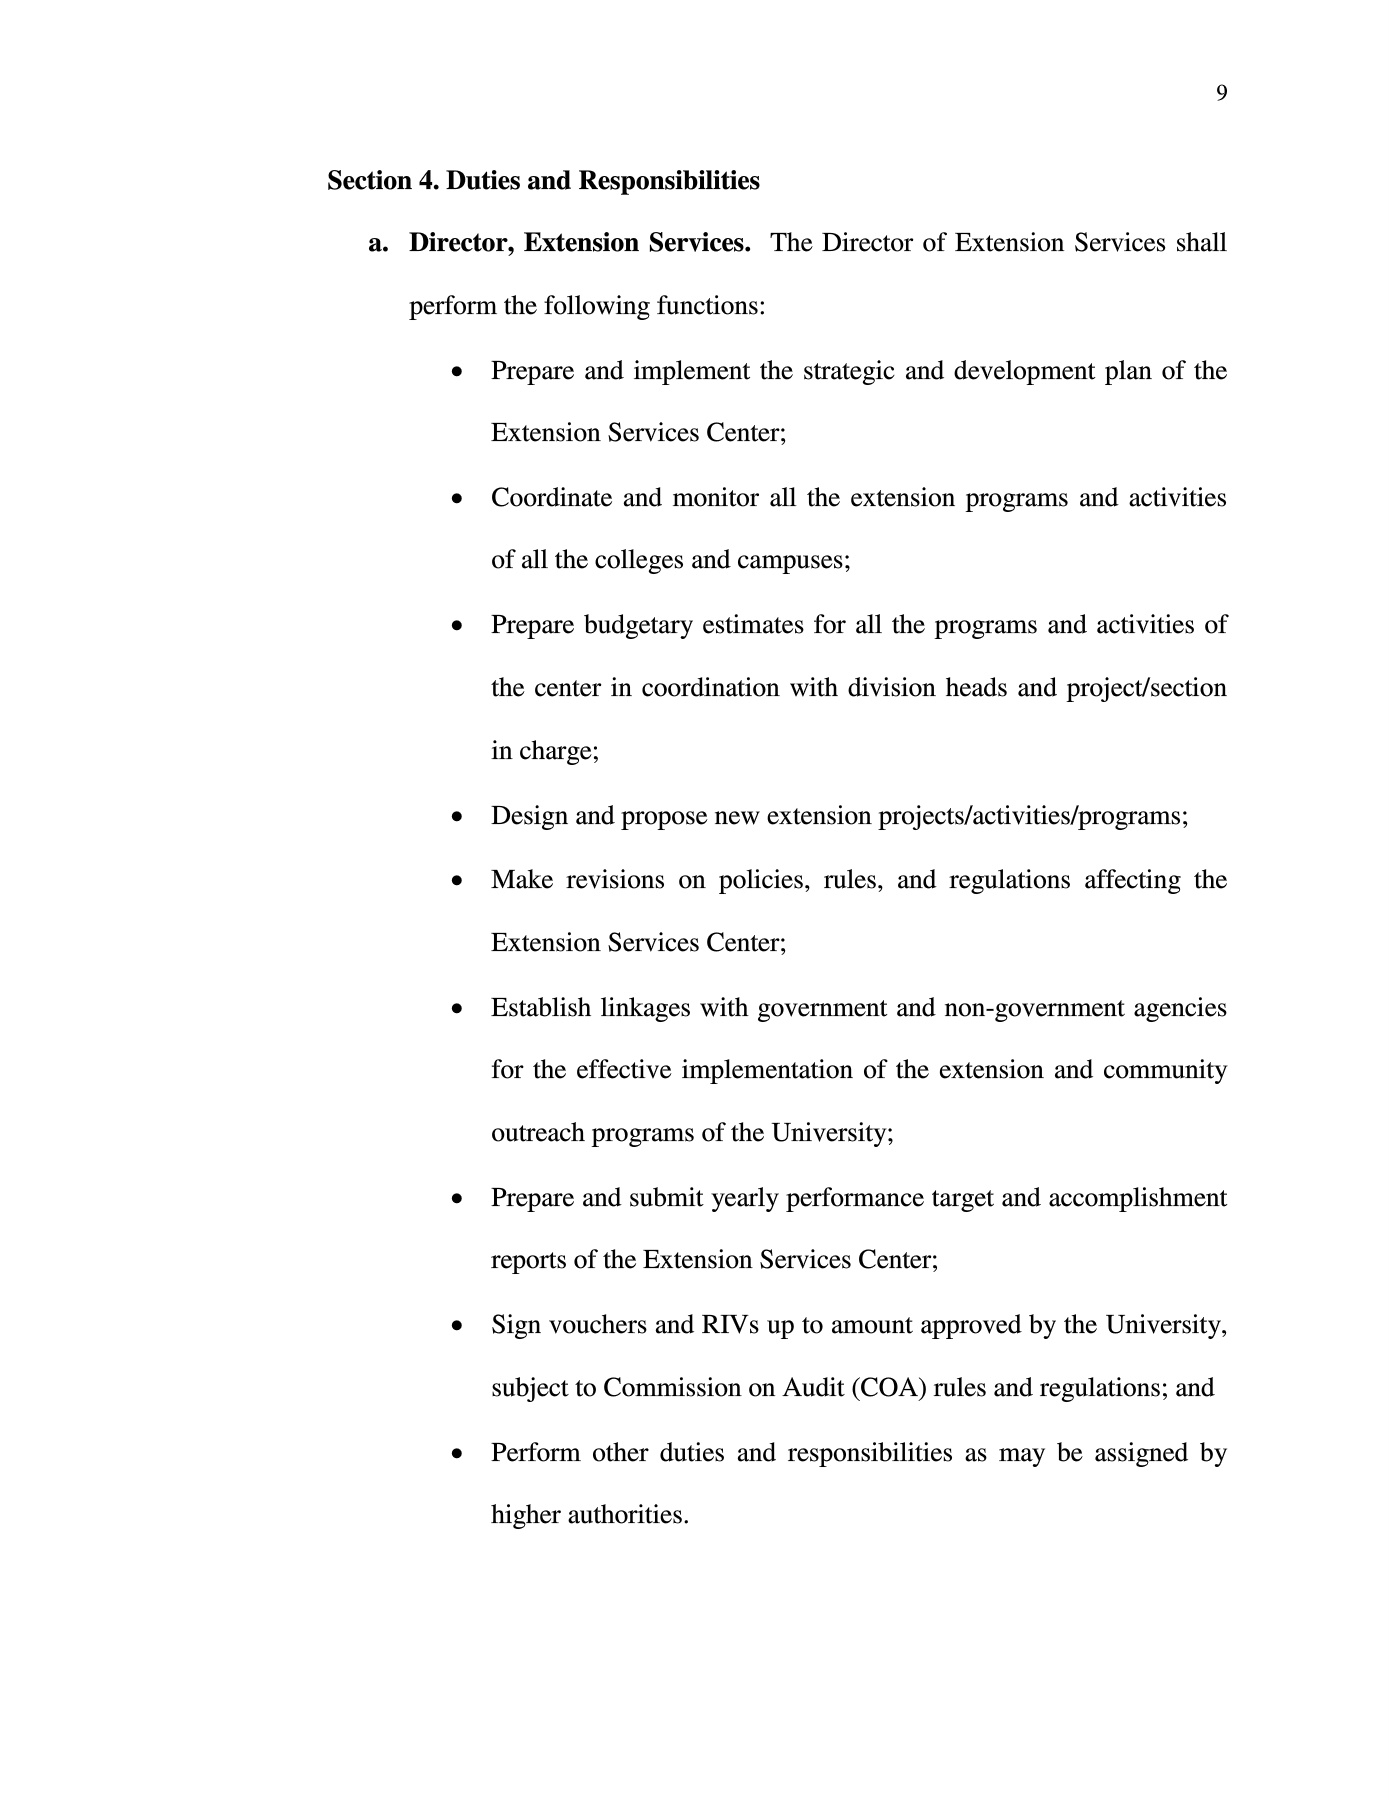 9
Section 4. Duties and Responsibilities
a. Director, Extension Services. The Director of Extension Services shall
perform the following functions:
• Prepare and implement the strategic and development plan of the
Extension Services Center;
• Coordinate and monitor all the extension programs and activities
of all the colleges and campuses;
• Prepare budgetary estimates for all the programs and activities of
the center in coordination with division heads and project/section
in charge;
• Design and propose new extension projects/activities/programs;
• Make revisions on policies, rules, and regulations affecting the
Extension Services Center;
• Establish linkages with government and non-government agencies
for the effective implementation of the extension and community
outreach programs of the University;
• Prepare and submit yearly performance target and accomplishment
reports of the Extension Services Center;
• Sign vouchers and RIVs up to amount approved by the University,
subject to Commission on Audit (COA) rules and regulations; and
• Perform other duties and responsibilities as may be assigned by
higher authorities.